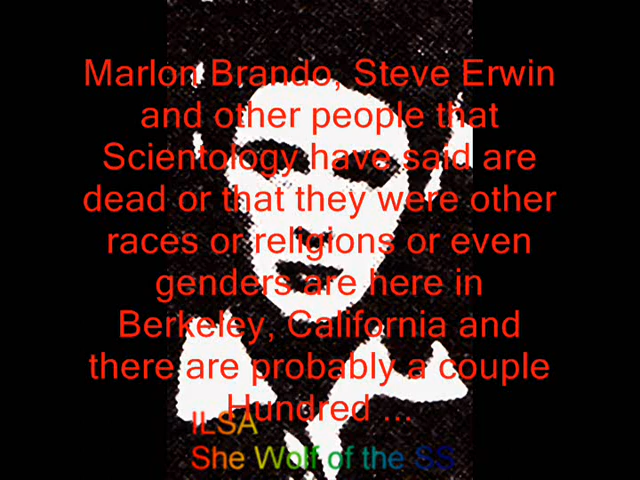 Marlon Brando, Steve Erwin
and other people that
Scientology have said are
dead or that they were other
races or religions or even
genders are here in
Berkeley, California and
there are probably a couple
Hundred ...
ILSA
She Wolf of the SS